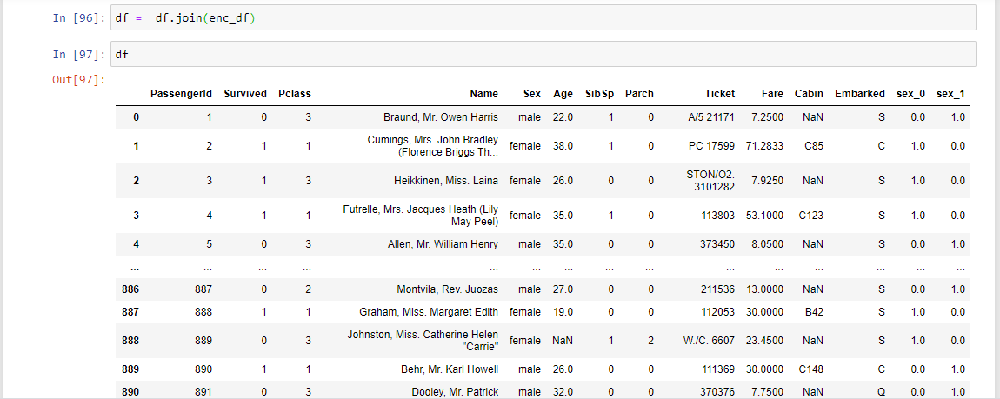 In [96]: df =  df.join(enc_df)
In [97]: df
Out[97]:
PassengerId Survived Pclass Name Sex Age SibSp Parch Ticket Fare Cabin Embarked sex_0 sex_1
0 1 0 3 Braund, Mr. Owen Harris male 22.0 1 0 A/5 21171 7.2500 NaN S 0.0 1.0
Cumings, Mrs. John Bradley
1 2 1 1 (Florence Briggs Th... female 38.0 1 0 PC 17599 71.2833 C85 C 1.0 0.0
2 3 1 3 Heikkinen, Miss. Laina female 26.0 0 0 STON/O2. 7.9250 NaN S 1.0 0.0
3101282
Futrelle, Mrs. Jacques Heath (Lily
3 4 1 1 May Peel) female 35.0 1 0 113803 53.1000 C123 S 1.0 0.0
4 5 0 3 Allen, Mr. William Henry male 35.0 0 0 373450 8.0500 NaN S 0.0 1.0
... ... ... ... ... ... ... ... ... ... ... ... ... ... ...
886 887 0 2 Montvila, Rev. Juozas male 27.0 0 0 211536 13.0000 NaN S 0.0 1.0
887 888 1 1 Graham, Miss. Margaret Edith female 19.0 0 0 112053 30.0000 B42 S 1.0 0.0
Johnston, Miss. Catherine Helen
888 889 0 3 "Carrie" female NaN 1 2 W./C. 6607 23.4500 NaN S 1.0 0.0
889 890 1 1 Behr, Mr. Karl Howell male 26.0 0 0 111369 30.0000 C148 C 0.0 1.0
890 891 0 3 Dooley, Mr. Patrick male 32.0 0 0 370376 7.7500 NaN Q 0.0 1.0